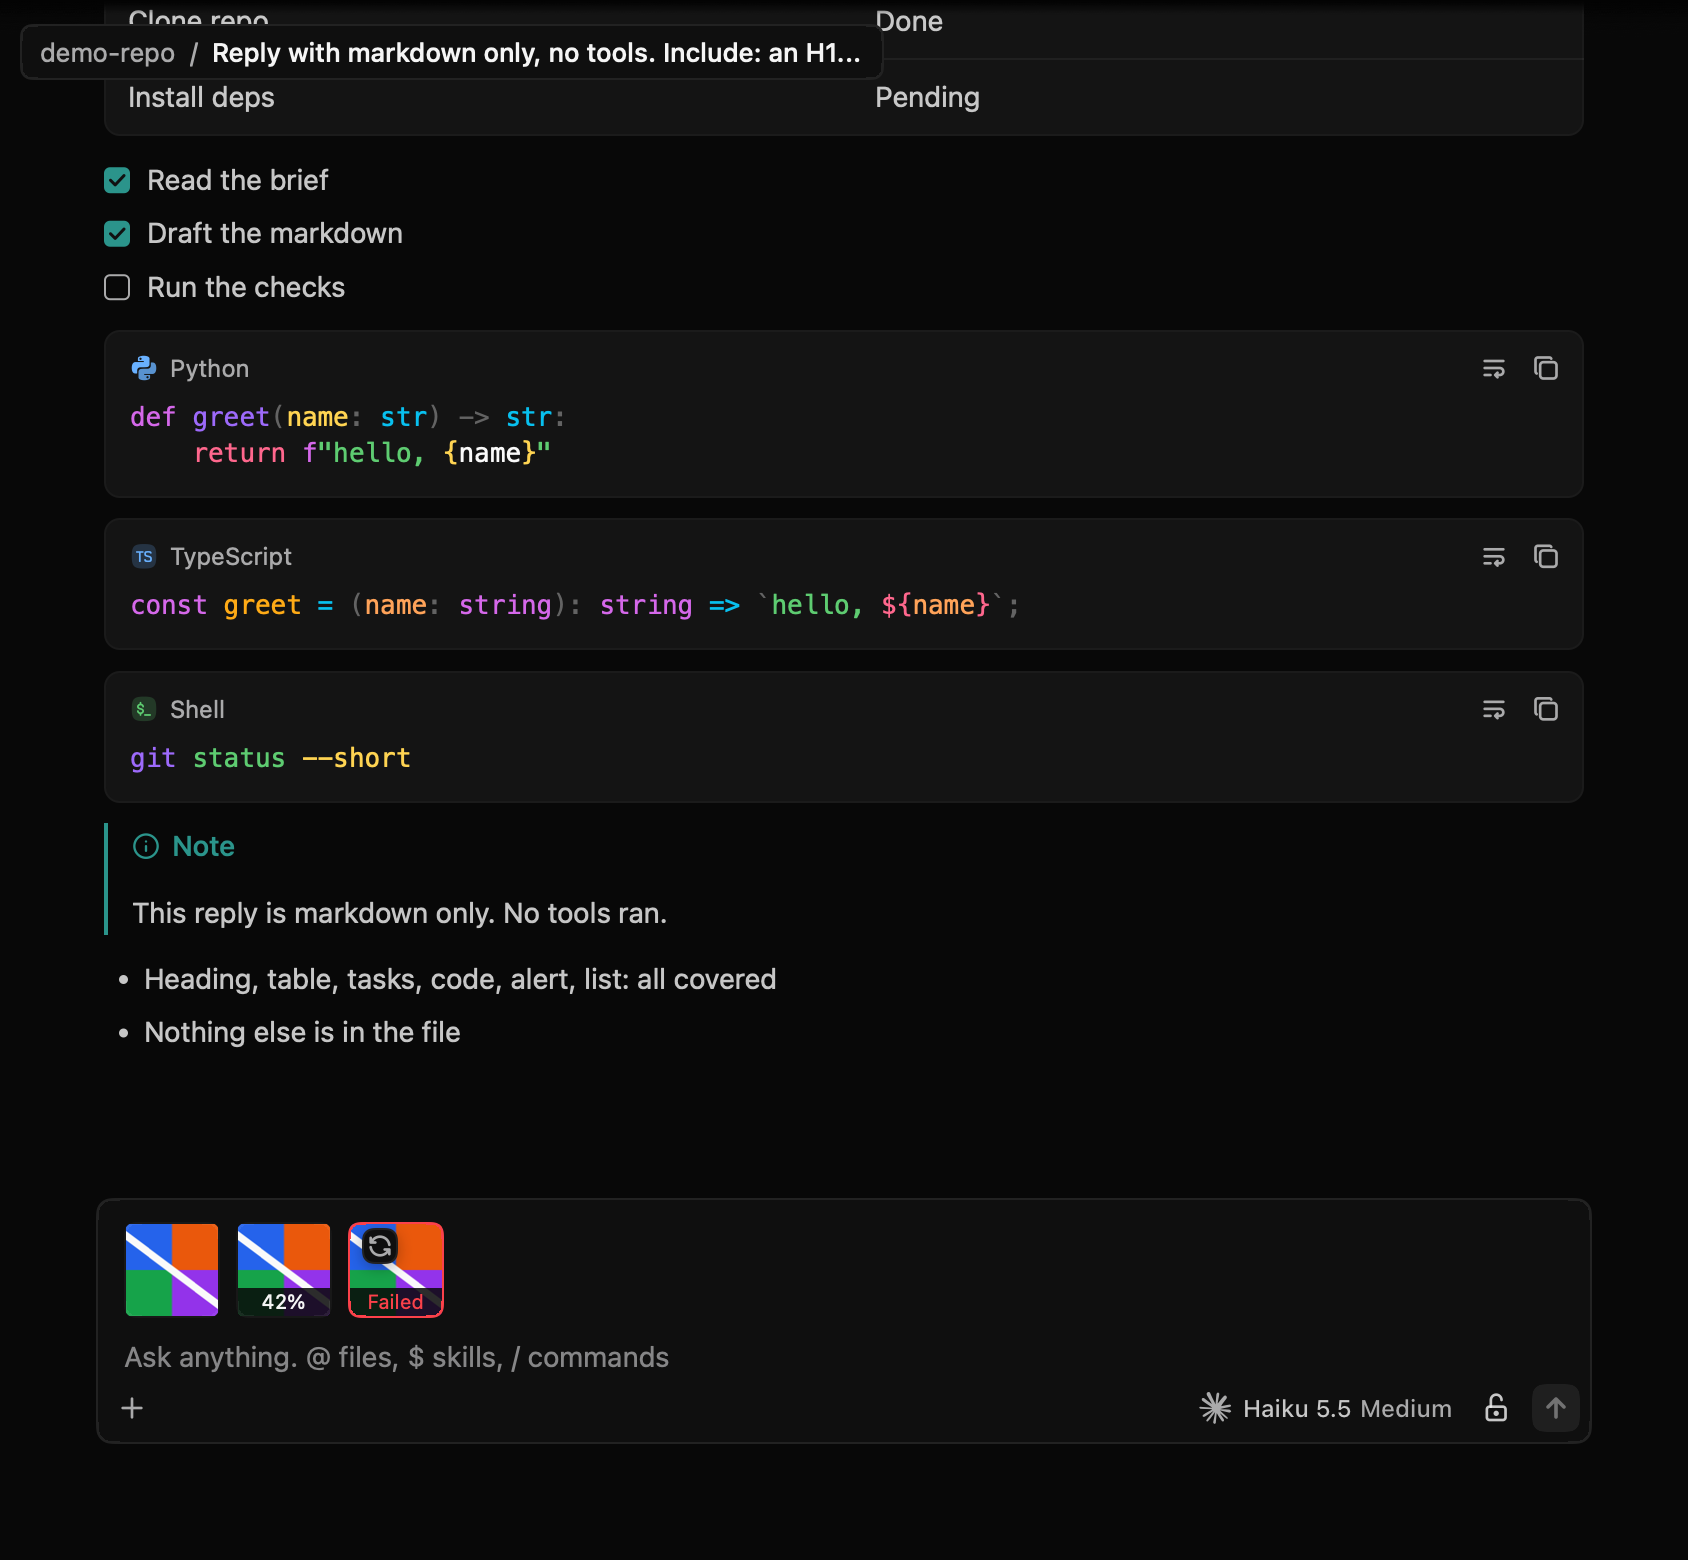 Clone repo
Done
demo-repo / Reply with markdown only, no tools. Include: an H1...
Install deps
Pending
Read the brief
Draft the markdown
Run the checks
Python
def greet(name: str) -> str:
    return f"hello, {name}"
TS TypeScript
const greet = (name: string): string => `hello, ${name}`;
$_ Shell
git status --short
Note
This reply is markdown only. No tools ran.
• Heading, table, tasks, code, alert, list: all covered
• Nothing else is in the file
42%
Failed
Ask anything. @ files, $ skills, / commands
Haiku 5.5 Medium